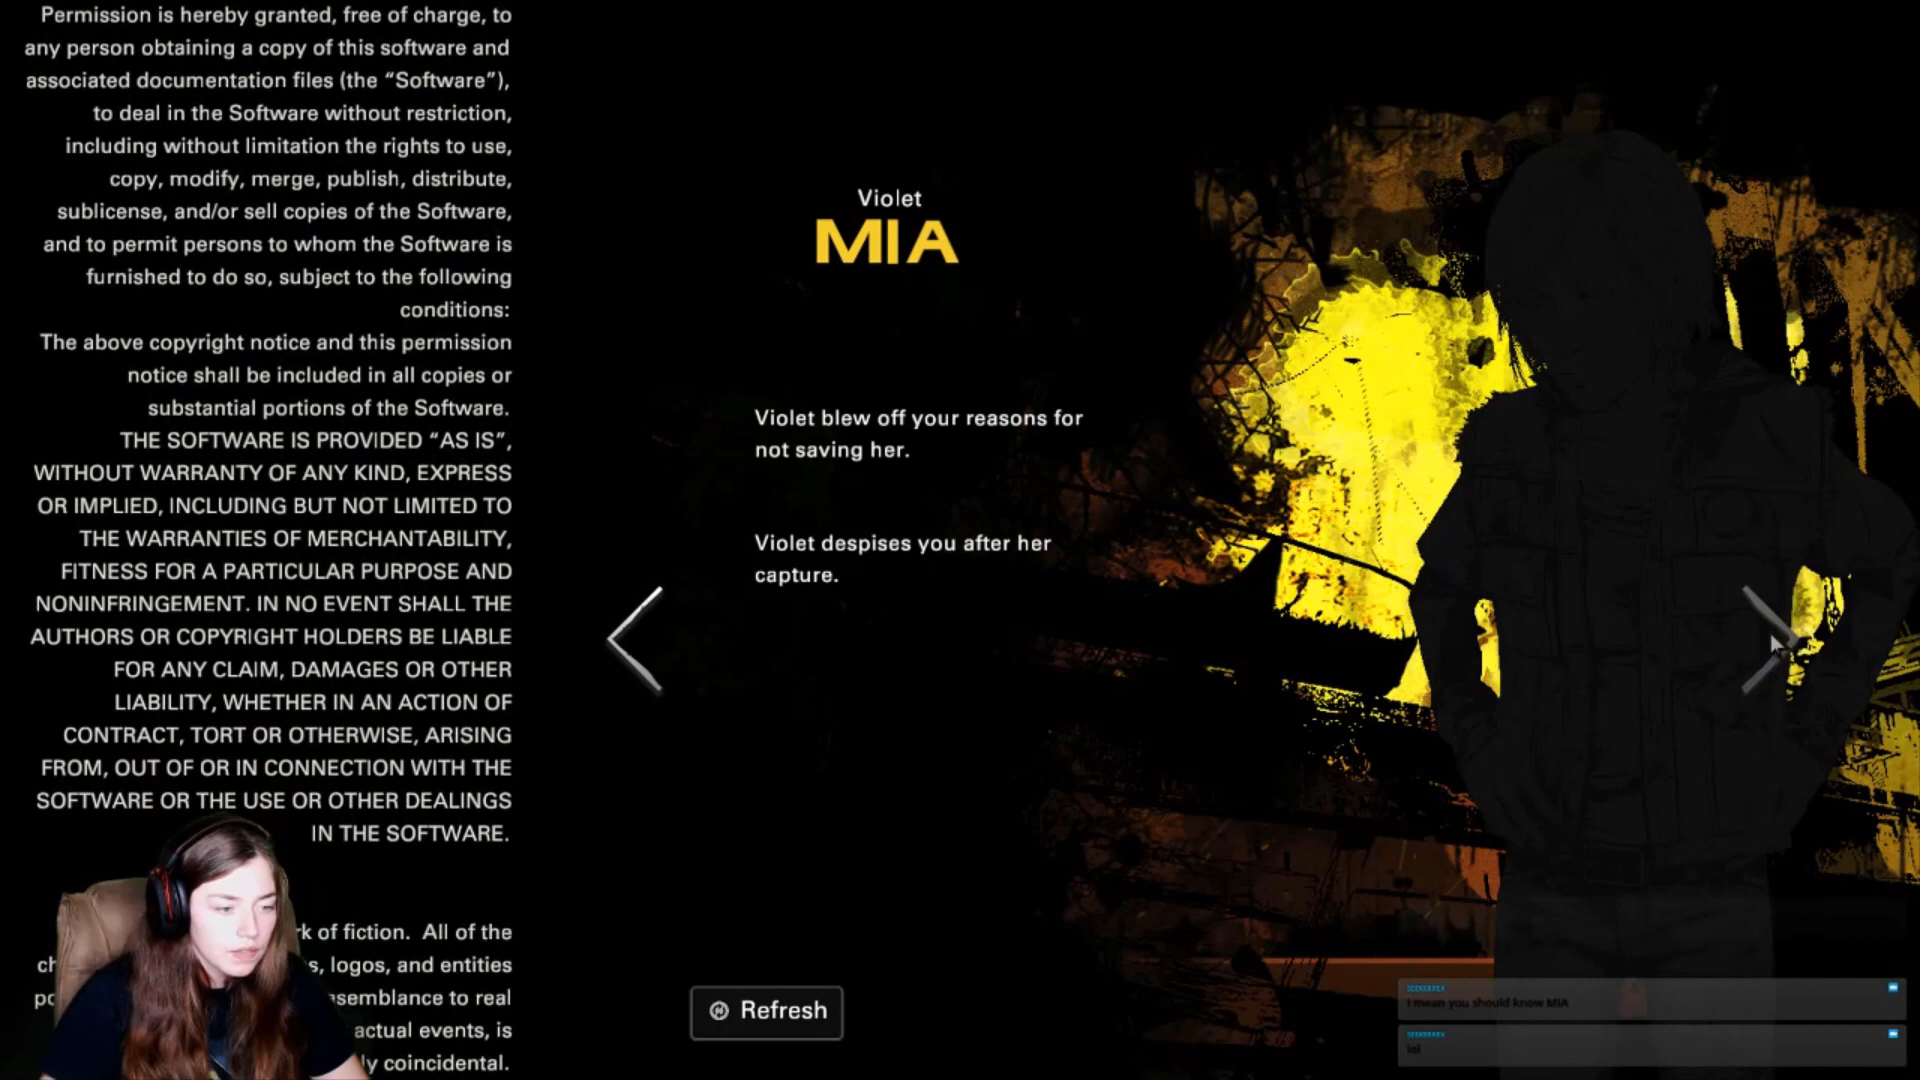 Permission is hereby granted, free of charge, to
any person obtaining a copy of this software and
associated documentation files (the “Software”),
to deal in the Software without restriction,
including without limitation the rights to use,
copy, modify, merge, publish, distribute,
sublicense, and/or sell copies of the Software,
and to permit persons to whom the Software is
furnished to do so, subject to the following
conditions:
The above copyright notice and this permission
notice shall be included in all copies or
substantial portions of the Software.
THE SOFTWARE IS PROVIDED “AS IS”,
WITHOUT WARRANTY OF ANY KIND, EXPRESS
OR IMPLIED, INCLUDING BUT NOT LIMITED TO
THE WARRANTIES OF MERCHANTABILITY,
FITNESS FOR A PARTICULAR PURPOSE AND
NONINFRINGEMENT. IN NO EVENT SHALL THE
AUTHORS OR COPYRIGHT HOLDERS BE LIABLE
FOR ANY CLAIM, DAMAGES OR OTHER
LIABILITY, WHETHER IN AN ACTION OF
CONTRACT, TORT OR OTHERWISE, ARISING
FROM, OUT OF OR IN CONNECTION WITH THE
SOFTWARE OR THE USE OR OTHER DEALINGS
IN THE SOFTWARE.
of fiction. All of the
logos, and entities
to real
actual events, is
coincidental.
Violet
MIA
Violet blew off your reasons for
not saving her.
Violet despises you after her
capture.
Refresh
I mean you should know MIA
lol